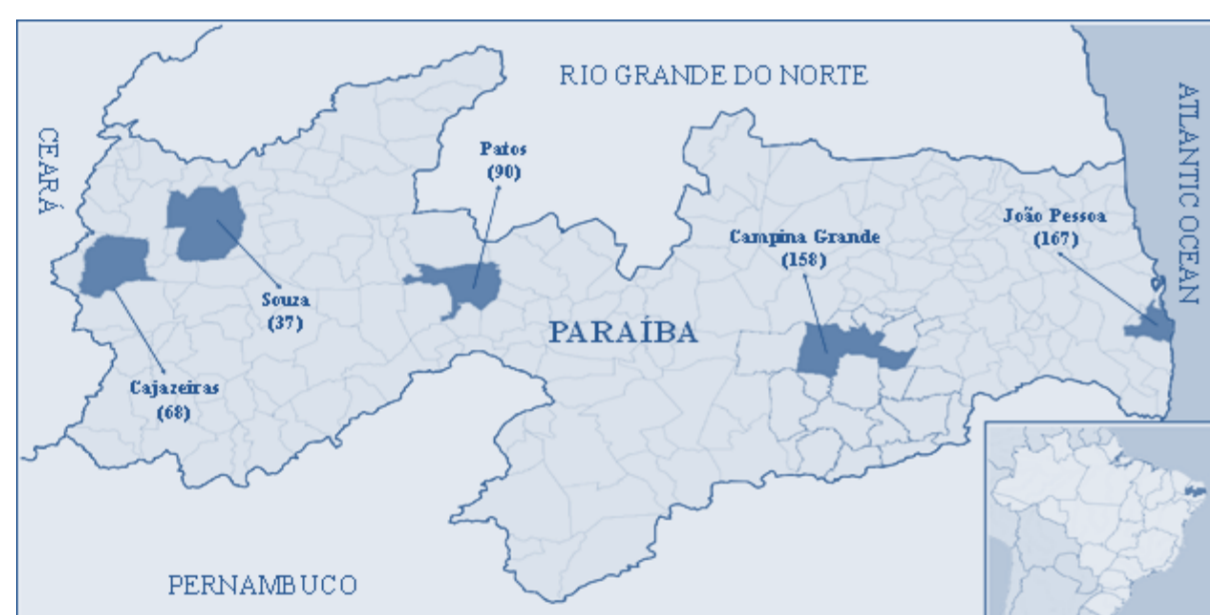 RIO GRANDE DO NORTE
ATLANTIC OCEAN
CEARÁ
Patos
(90)
João Pessoa
(167)
Campina Grande
(158)
Souza
(37)
PARAÍBA
Cajazeiras
(68)
PERNAMBUCO